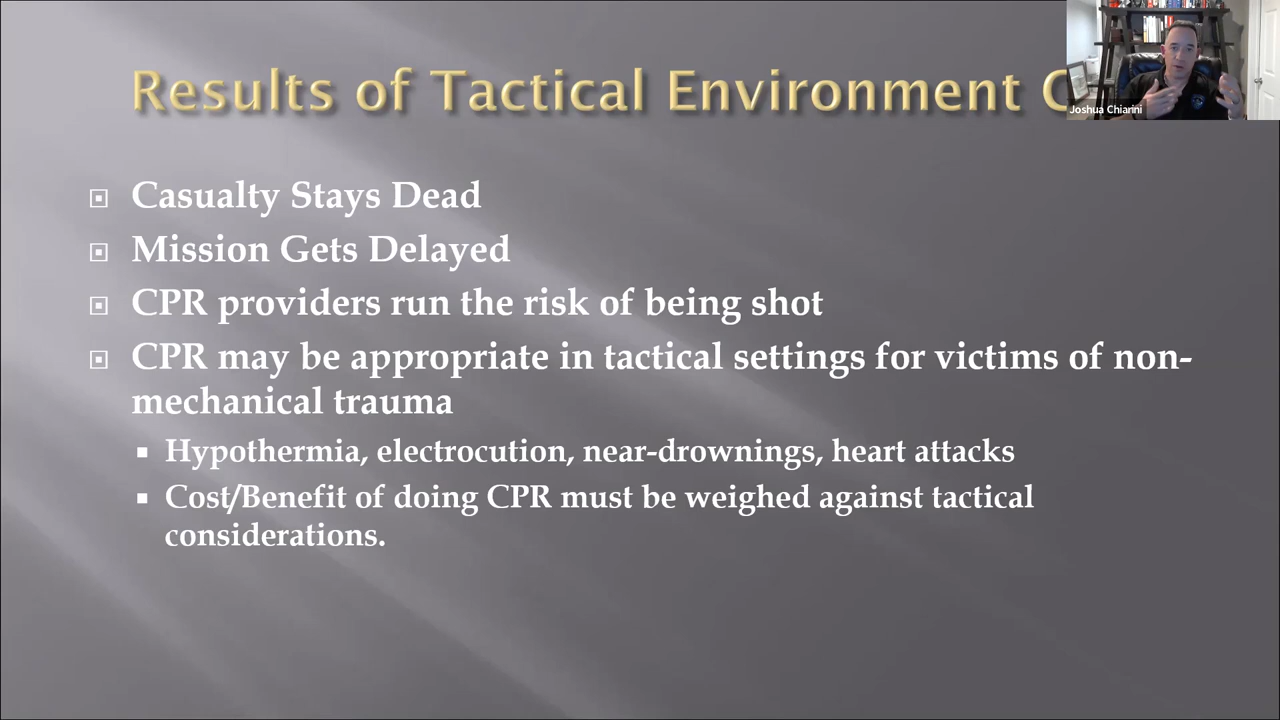 Results of Tactical Environment C
Joshua Chiarini
Casualty Stays Dead
Mission Gets Delayed
CPR providers run the risk of being shot
CPR may be appropriate in tactical settings for victims of non-
mechanical trauma
Hypothermia, electrocution, near-drownings, heart attacks
Cost/Benefit of doing CPR must be weighed against tactical
considerations.